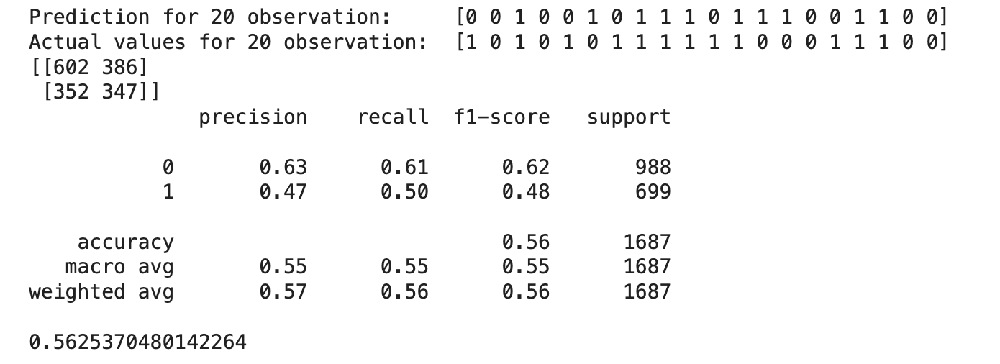 Prediction for 20 observation: [0 0 1 0 0 1 0 1 1 1 0 1 1 1 0 0 1 1 0 0]
Actual values for 20 observation: [1 0 1 0 1 0 1 1 1 1 1 1 0 0 0 1 1 1 0 0]
[[602 386]
[352 347]]
precision recall f1-score support
0 0.63 0.61 0.62 988
1 0.47 0.50 0.48 699
accuracy 0.56 1687
macro avg 0.55 0.55 0.55 1687
weighted avg 0.57 0.56 0.56 1687
0.5625370480142264